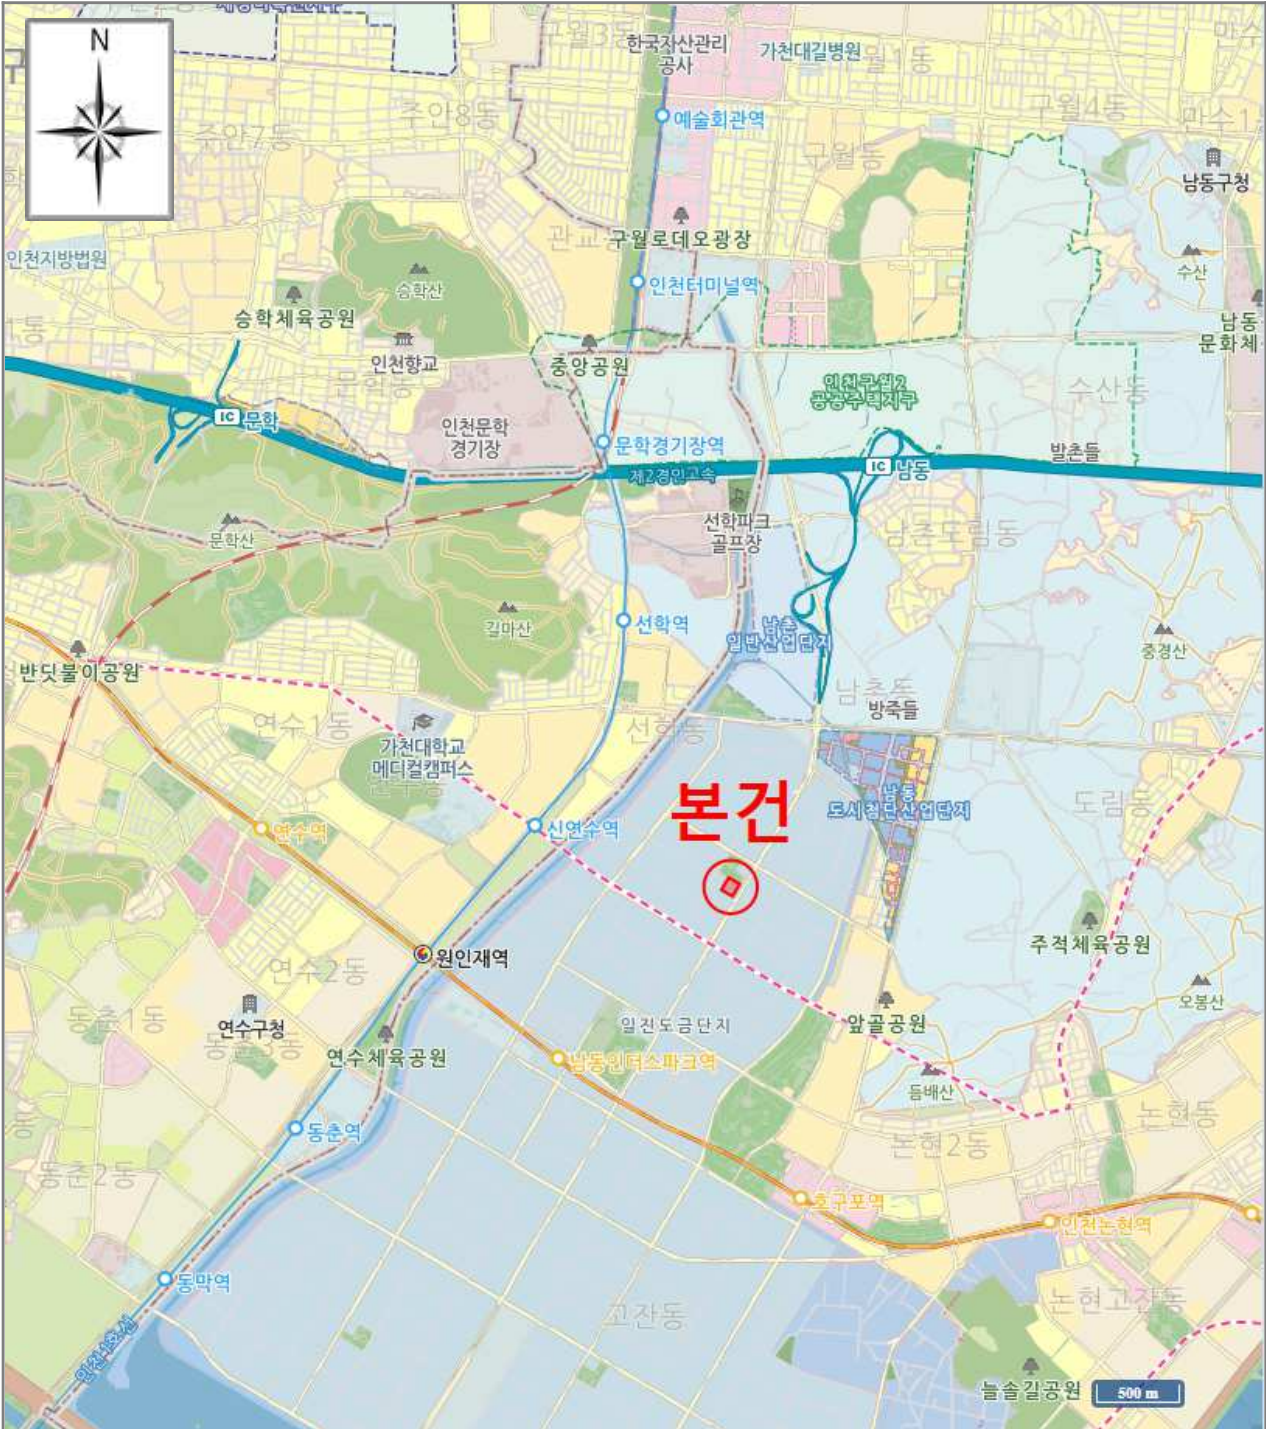 N
구월3동
한국자산관리
공사
가천대길병원
구월1동
주안8동
주안7동
예술회관역
구월4동
만수1
구월동
남동구청
관교
구월로데오광장
인천지방법원
승학산
수산
인천터미널역
승학체육공원
남동
문화체
인천향교
중앙공원
문학동
인천구월2
공공주택지구
수산동
인천문학
경기장
IC 문학
문학경기장역
발촌들
제2경인고속
IC 남동
선학파크
골프장
문학산
남촌도림동
길마산
선학역
남촌
일반산업단지
중경산
반딧불이공원
남촌동
방죽들
연수1동
선학동
가천대학교
메디컬캠퍼스
본건
남동
도시첨단산업단지
도림동
신연수역
연수역
주적체육공원
원인재역
연수2동
오봉산
동춘1동
연수구청
일진도금단지
앞골공원
동춘3동
연수체육공원
남동인더스파크역
듬배산
논현동
동춘역
논현2동
동춘2동
호구포역
인천논현역
동막역
논현고잔동
고잔동
인천1호선
늘솔길공원
500 m